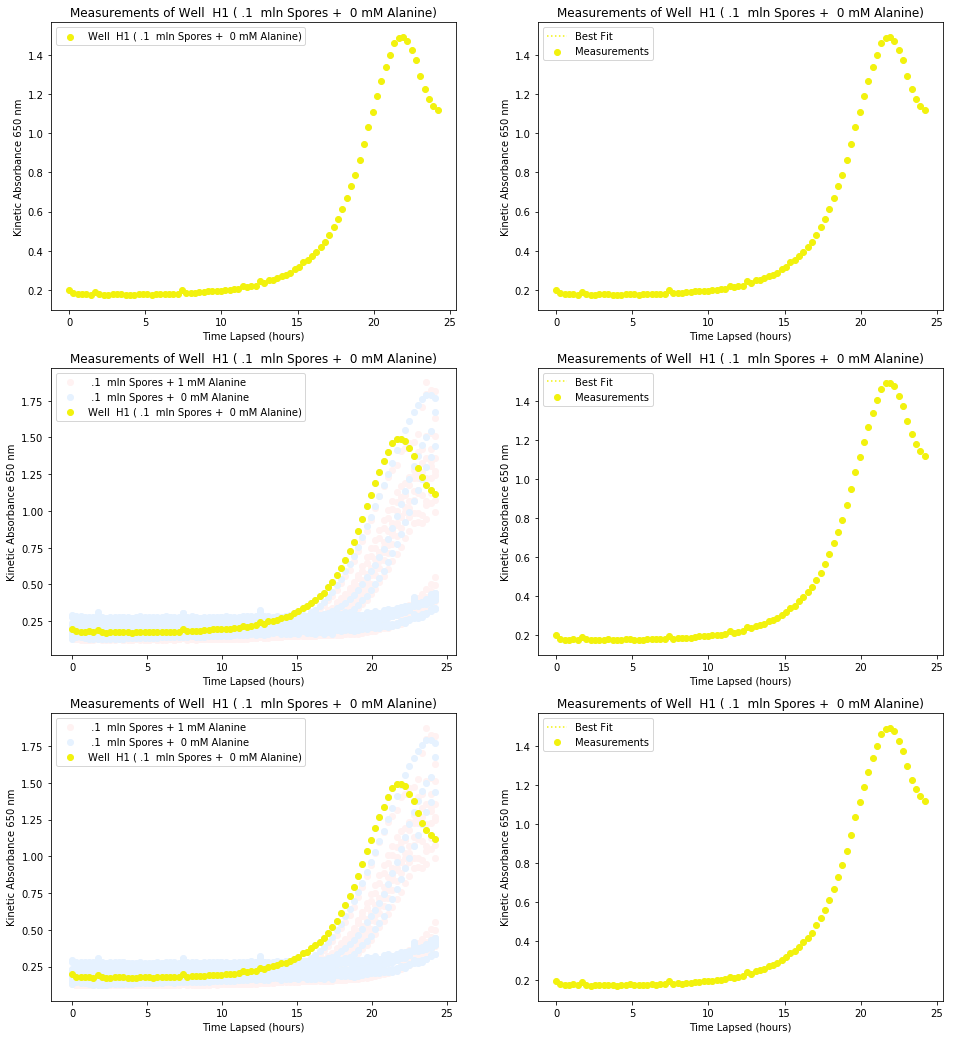 Measurements of Well  H1 ( .1  mln Spores +  0 mM Alanine)
Well  H1 ( .1  mln Spores +  0 mM Alanine)
Kinetic Absorbance 650 nm
1.4
1.2
1.0
0.8
0.6
0.4
0.2
0 5 10 15 20 25
Time Lapsed (hours)
Measurements of Well  H1 ( .1  mln Spores +  0 mM Alanine)
Best Fit
Measurements
Kinetic Absorbance 650 nm
1.4
1.2
1.0
0.8
0.6
0.4
0.2
0 5 10 15 20 25
Time Lapsed (hours)
Measurements of Well  H1 ( .1  mln Spores +  0 mM Alanine)
.1  mln Spores + 1 mM Alanine
.1  mln Spores +  0 mM Alanine
Well  H1 ( .1  mln Spores +  0 mM Alanine)
Kinetic Absorbance 650 nm
1.75
1.50
1.25
1.00
0.75
0.50
0.25
0 5 10 15 20 25
Time Lapsed (hours)
Measurements of Well  H1 ( .1  mln Spores +  0 mM Alanine)
Best Fit
Measurements
Kinetic Absorbance 650 nm
1.4
1.2
1.0
0.8
0.6
0.4
0.2
0 5 10 15 20 25
Time Lapsed (hours)
Measurements of Well  H1 ( .1  mln Spores +  0 mM Alanine)
.1  mln Spores + 1 mM Alanine
.1  mln Spores +  0 mM Alanine
Well  H1 ( .1  mln Spores +  0 mM Alanine)
Kinetic Absorbance 650 nm
1.75
1.50
1.25
1.00
0.75
0.50
0.25
0 5 10 15 20 25
Time Lapsed (hours)
Measurements of Well  H1 ( .1  mln Spores +  0 mM Alanine)
Best Fit
Measurements
Kinetic Absorbance 650 nm
1.4
1.2
1.0
0.8
0.6
0.4
0.2
0 5 10 15 20 25
Time Lapsed (hours)